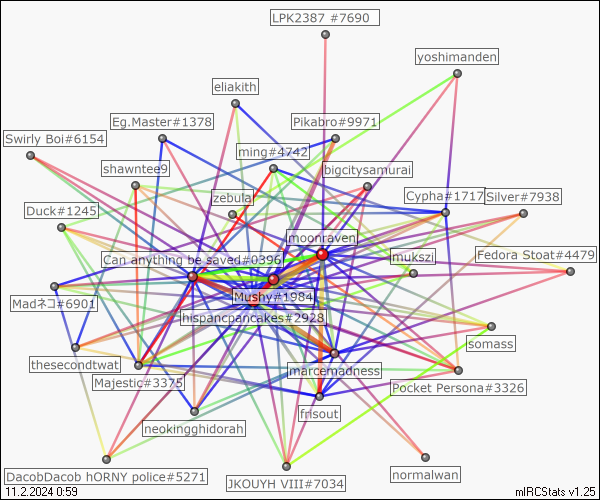 LPK2387 #7690
yoshimanden
eliakith
Eg.Master#1378
Pikabro#9971
Swirly Boi#6154
ming#4742
shawntee9
bigcitysamurai
zebulai
Cypha#1717
Silver#7938
Duck#1245
moonraven
Can anything be saved#0396
mukszi
Fedora Stoat#4479
Mushy#1984
Madネコ#6901
hispancpancakes#2928
somass
thesecondtwat
marcemadness
Majestic#3375
Pocket Persona#3326
frisout
neokingghidorah
DacobDacob hORNY police#5271
JKOUYH VIII#7034
normalwan
11.2.2024 0:59
mIRCStats v1.25